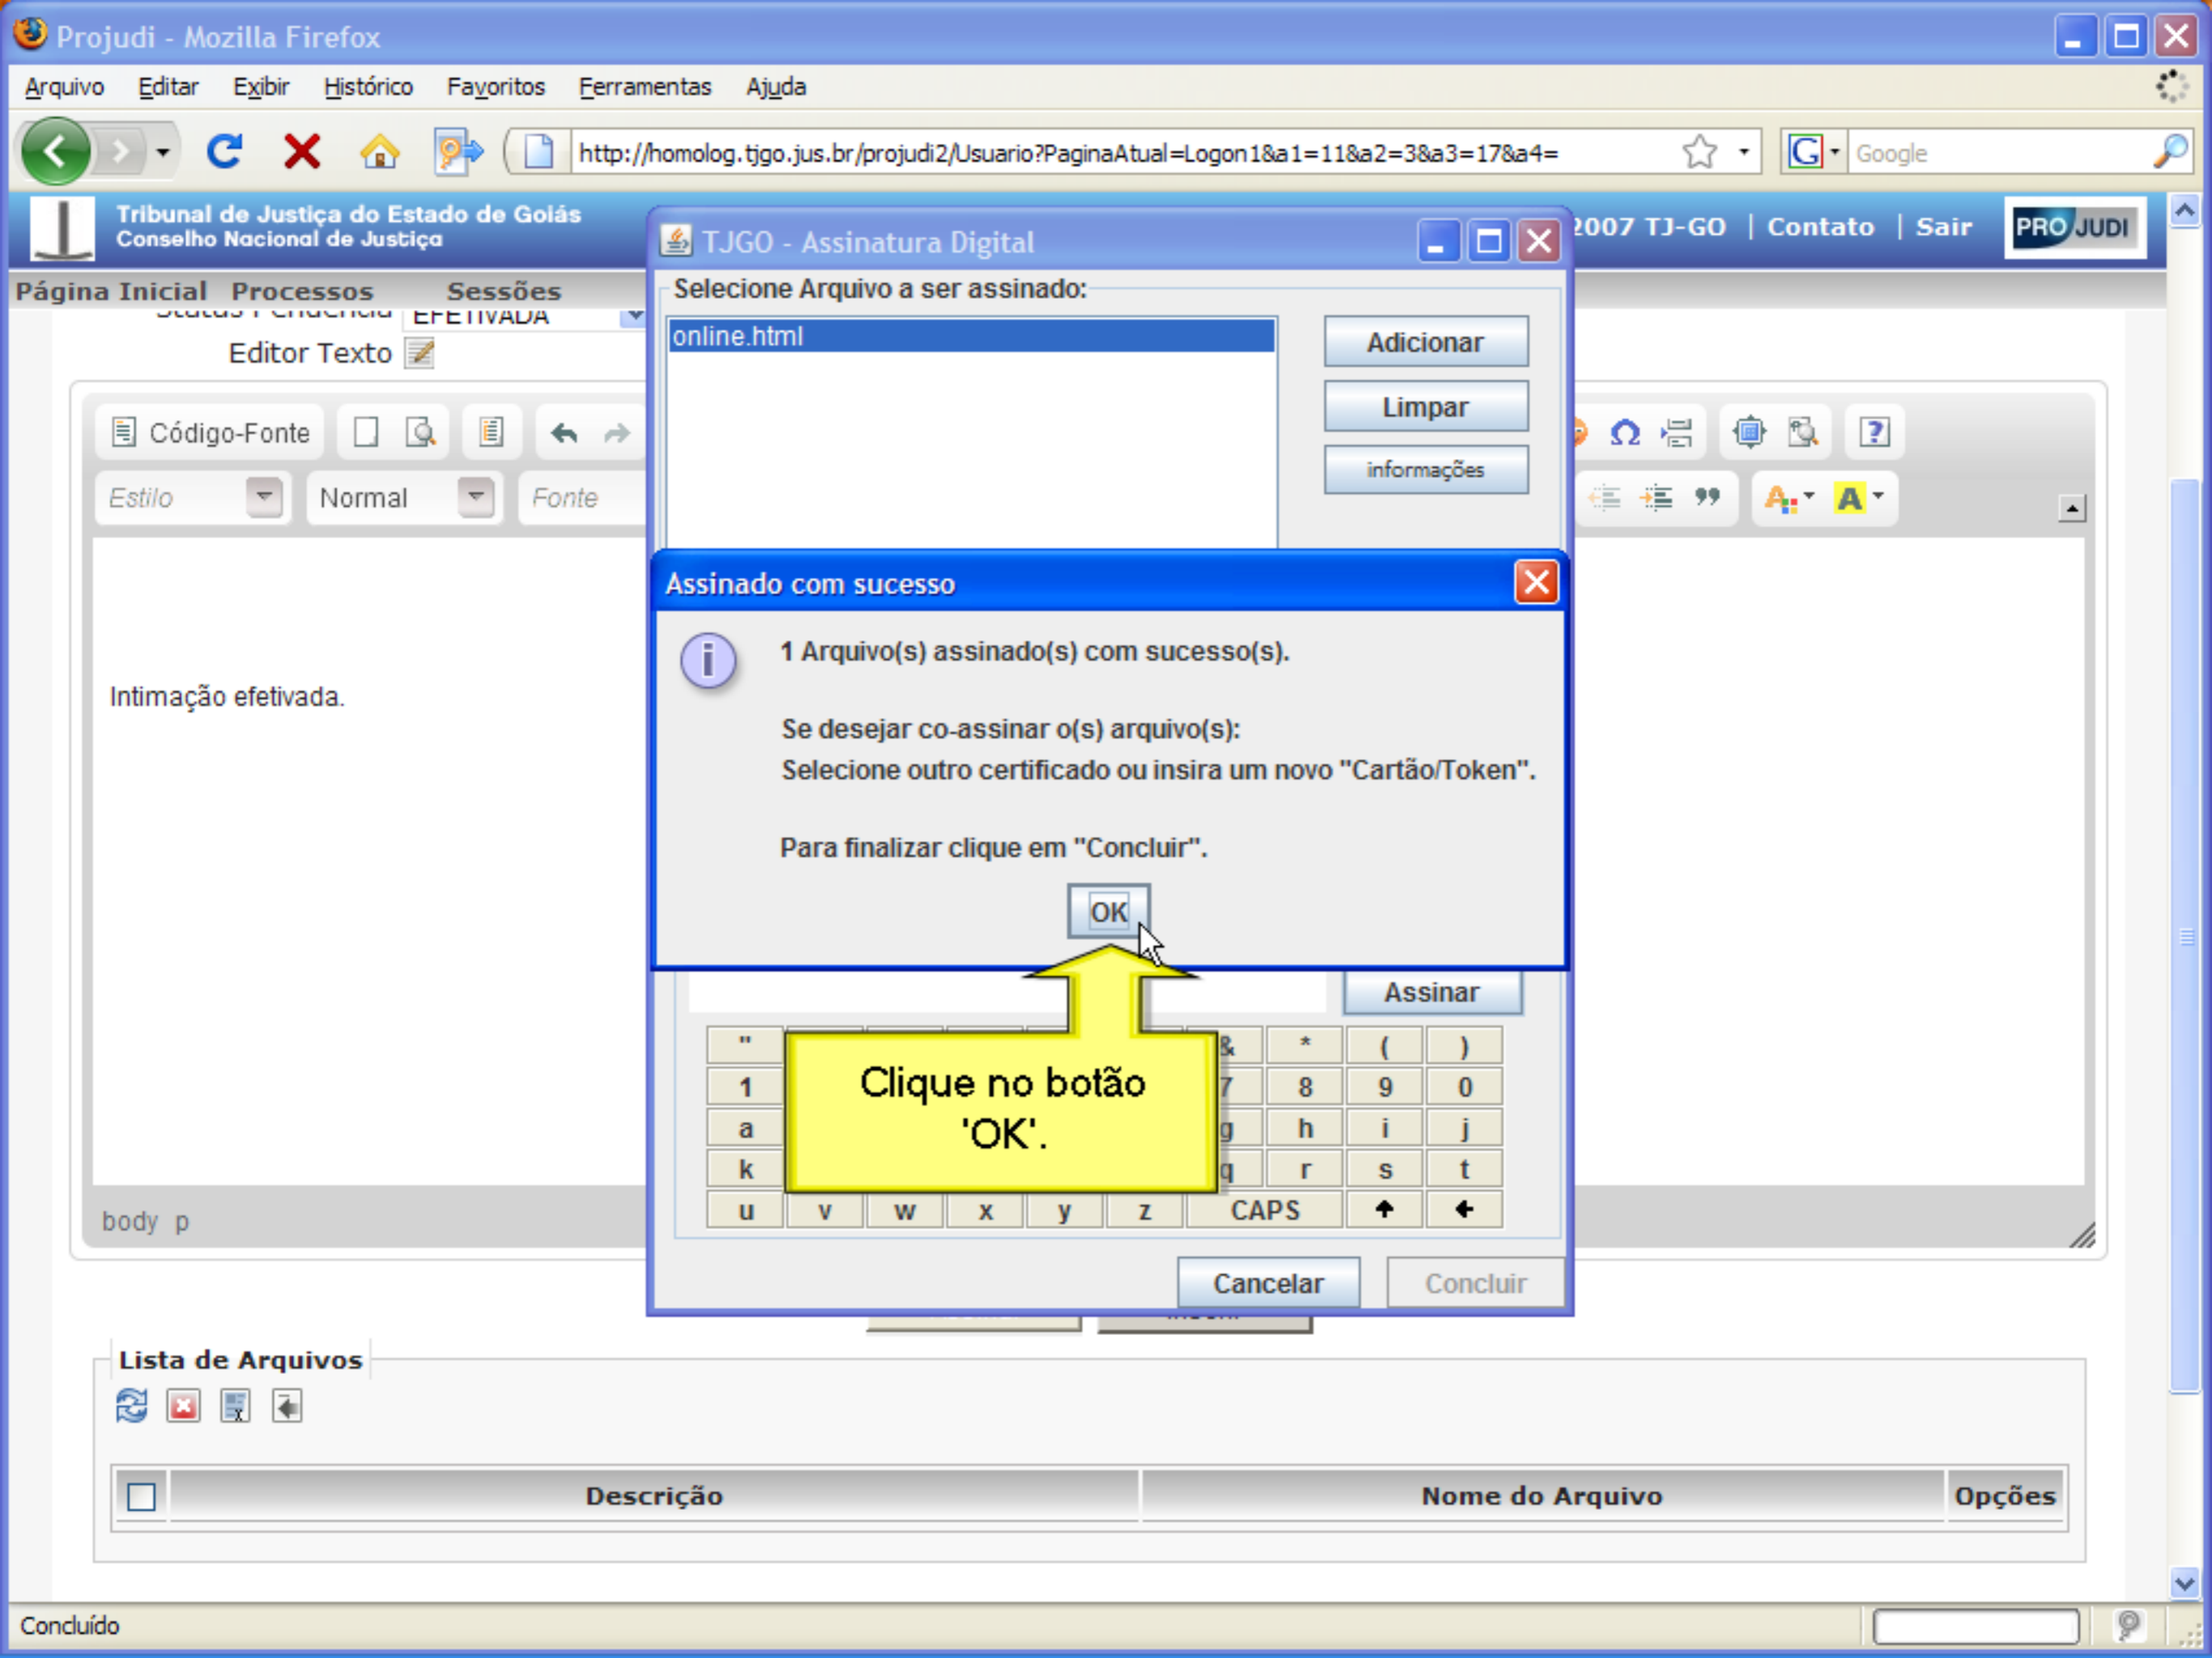 Projudi - Mozilla Firefox
Arquivo Editar Exibir Histórico Favoritos Ferramentas Ajuda
http://homolog.tjgo.jus.br/projudi2/Usuario?PaginaAtual=Logon1&a1=11&a2=3&a3=17&a4=
Google
Tribunal de Justiça do Estado de Goiás
Conselho Nacional de Justiça
2007 TJ-GO | Contato | Sair
PROJUDI
Página Inicial Processos Sessões
Status Pendência EFETIVADA
Editor Texto
Código-Fonte
Estilo Normal Fonte
Intimação efetivada.
body p
TJGO - Assinatura Digital
Selecione Arquivo a ser assinado:
online.html
Adicionar
Limpar
informações
Assinado com sucesso
1 Arquivo(s) assinado(s) com sucesso(s).
Se desejar co-assinar o(s) arquivo(s):
Selecione outro certificado ou insira um novo "Cartão/Token".
Para finalizar clique em "Concluir".
OK
Assinar
" & * ( )
1 7 8 9 0
a g h i j
k q r s t
u v w x y z CAPS
Clique no botão
'OK'.
Cancelar Concluir
Lista de Arquivos
Descrição Nome do Arquivo Opções
Concluído